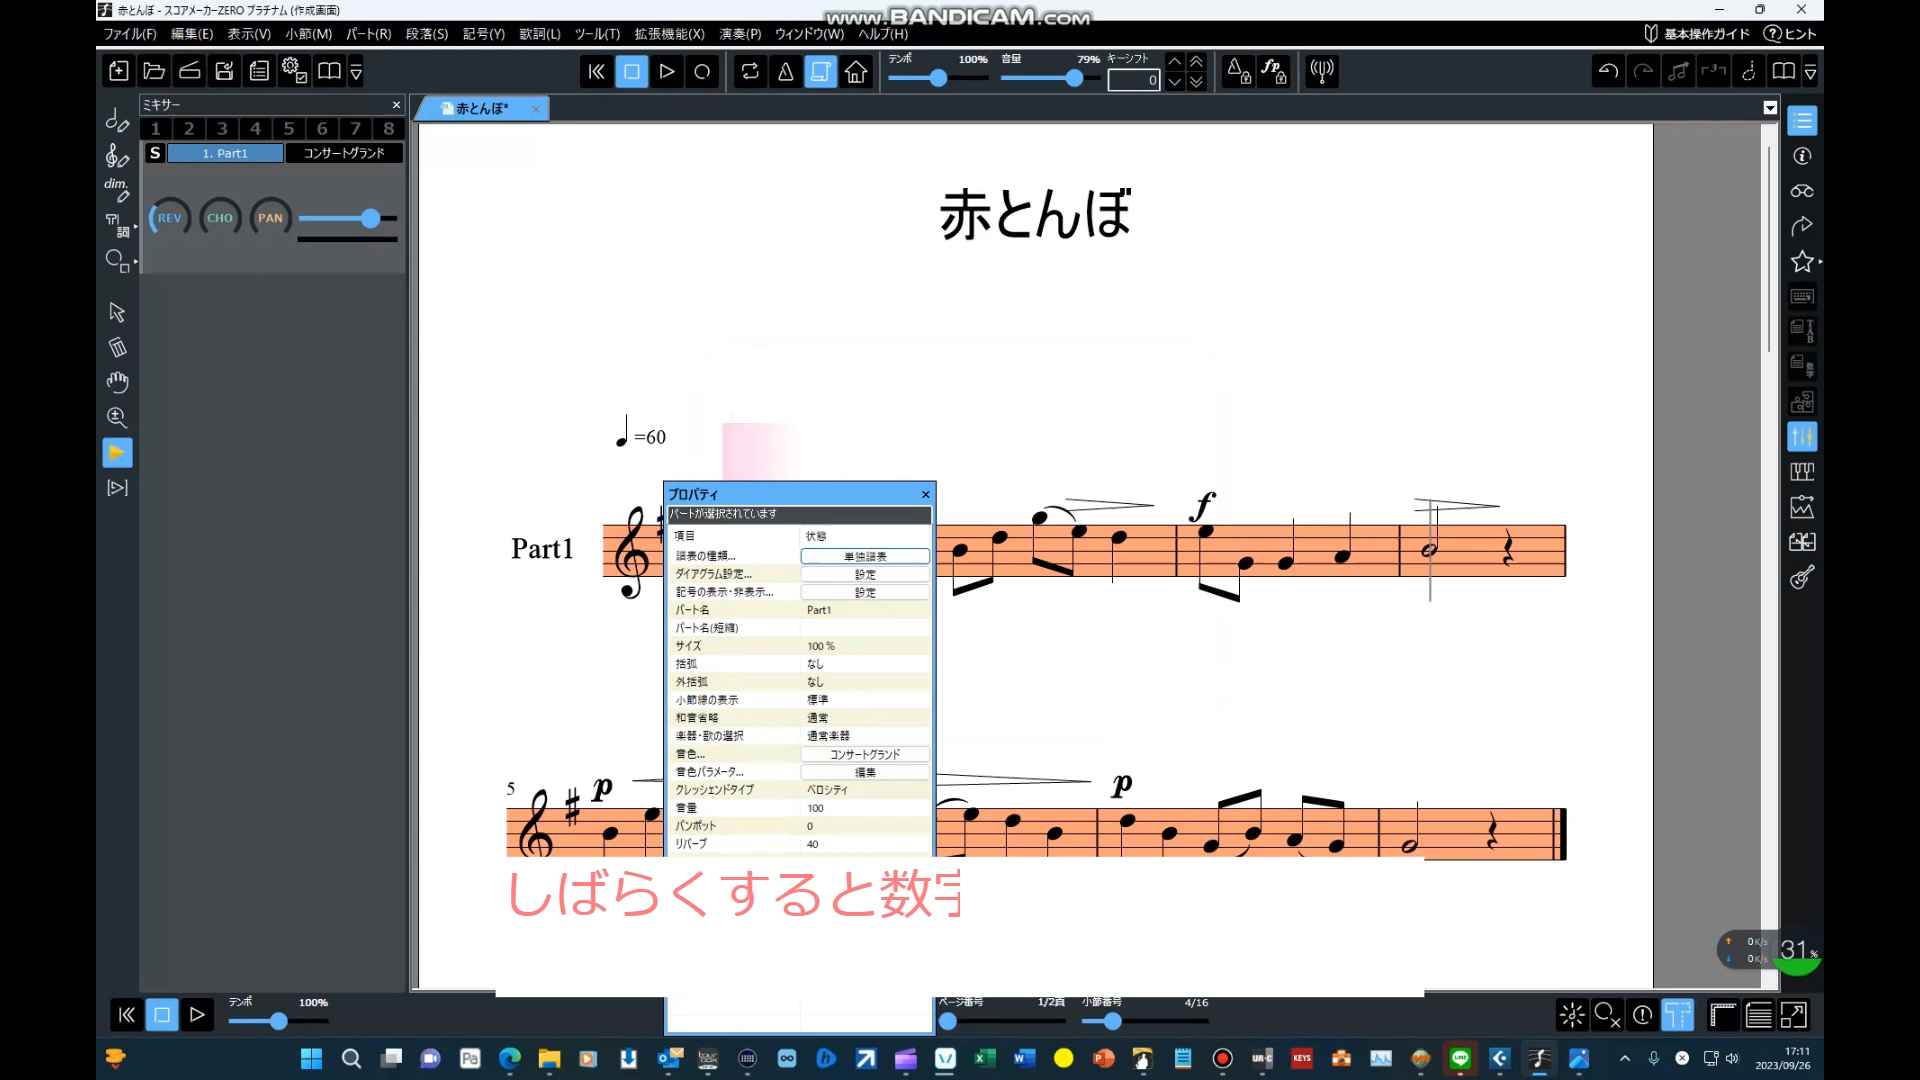 赤とんぼ - スコアメーカーZERO プラチナム (作成画面)
www.BANDICAM.com
ファイル(F) 編集(E) 表示(V) 小節(M) パート(R) 段落(S) 記号(Y) 歌詞(L) ツール(T) 拡張機能(X) 演奏(P) ウィンドウ(W) ヘルプ(H)
基本操作ガイド ヒント
テンポ 100% 音量 79% キーシフト
0
ミキサー
赤とんぼ*
1 2 3 4 5 6 7 8
S 1. Part1 コンサートグランド
REV CHO PAN
dim.
赤とんぼ
=60
プロパティ
パートが選択されています
項目 状態
譜表の種類... 単独譜表
ダイアグラム設定... 設定
記号の表示・非表示... 設定
パート名 Part1
パート名(短縮)
サイズ 100 %
括弧 なし
外括弧 なし
小節線の表示 標準
和音省略 通常
楽器・歌の選択 通常楽器
音色... コンサートグランド
音色パラメータ... 編集
クレッシェンドタイプ ベロシティ
音量 100
パンポット 0
リバーブ 40
Part1
f
5
p
p
しばらくすると数字
0 K/s
0 K/s
31 %
テンポ 100%
ページ番号 1/2頁 小節番号 4/16
17:11
2023/09/26